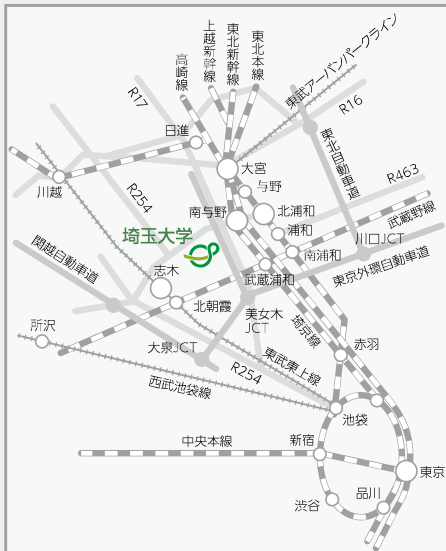 高崎線
上越新幹線
東北新幹線
東北本線
東武アーバンパークライン
R17
R16
日進
大宮
東北自動車道
川越
与野
R463
R254
南与野
北浦和
武蔵野線
埼玉大学
浦和
川口JCT
関越自動車道
南浦和
東京外環自動車道
志木
武蔵浦和
北朝霞
美女木
JCT
埼京線
所沢
大泉JCT
東武東上線
赤羽
R254
西武池袋線
池袋
中央本線
新宿
東京
渋谷
品川